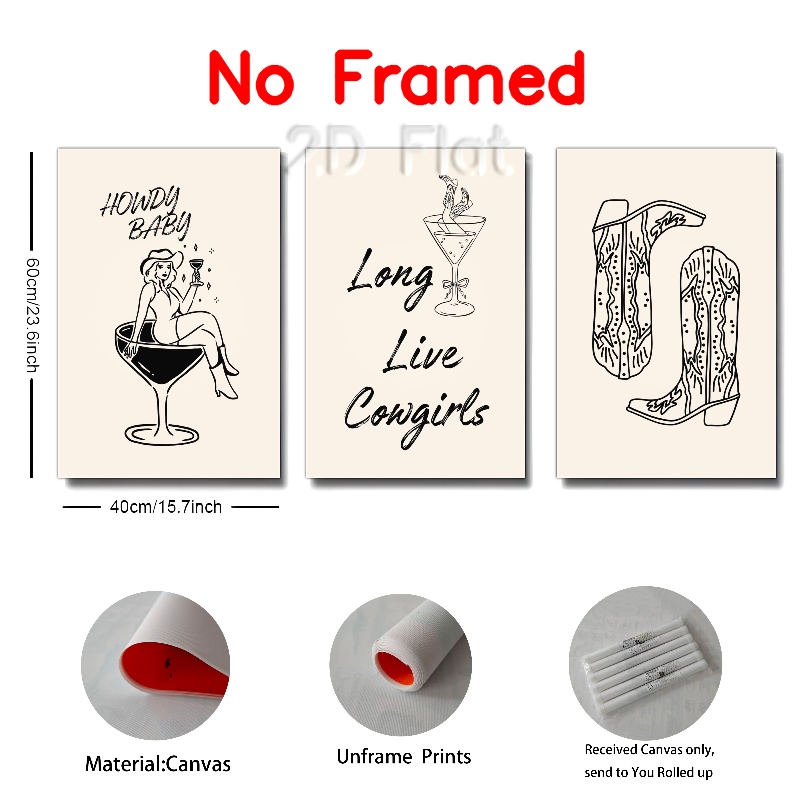 No Framed
2D Flat
HOWDY
BABY
Long
Live
Cowgirls
60cm/23.6inch
40cm/15.7inch
Material:Canvas
Unframe Prints
Received Canvas only,
send to You Rolled up